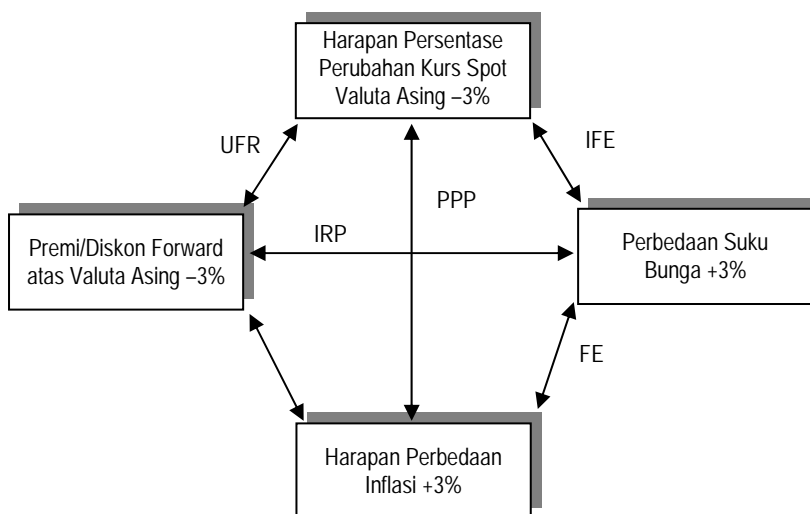 Harapan Persentase
Perubahan Kurs Spot
Valuta Asing –3%
UFR
IFE
PPP
Premi/Diskon Forward
atas Valuta Asing –3%
IRP
Perbedaan Suku
Bunga +3%
FE
Harapan Perbedaan
Inflasi +3%